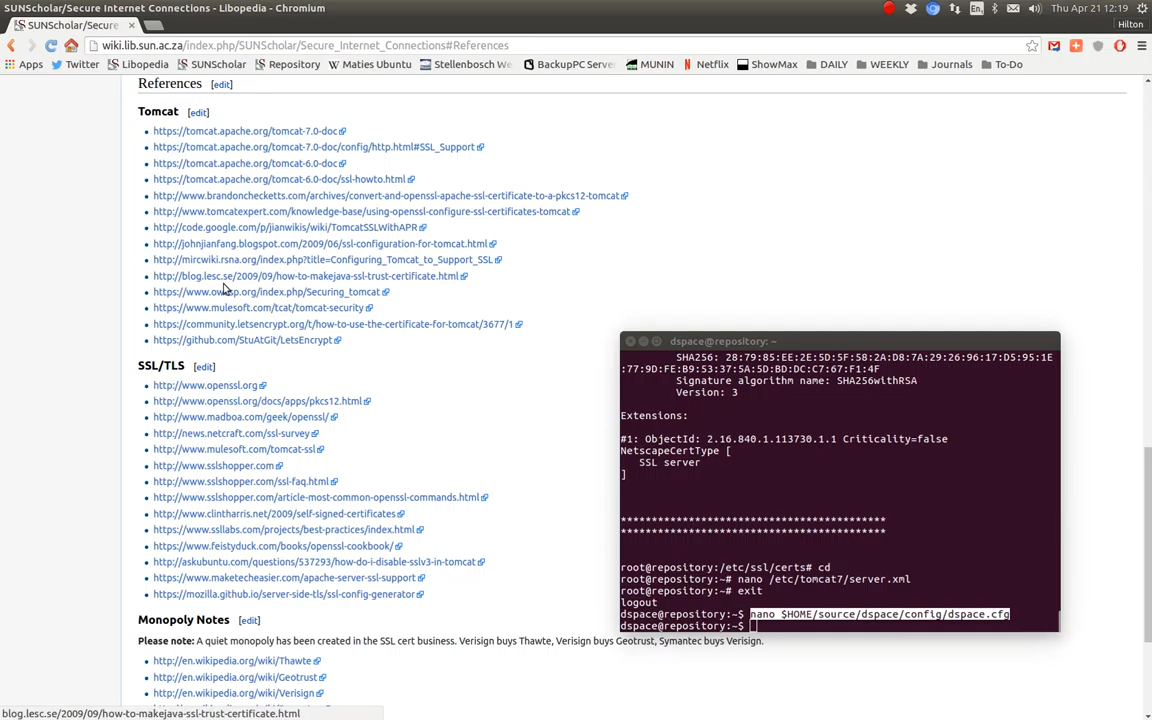 SUNScholar/Secure Internet Connections - Libopedia - Chromium
En
Thu Apr 21 12:19
SUNScholar/Secure
Hilton
wiki.lib.sun.ac.za/index.php/SUNScholar/Secure_Internet_Connections#References
Apps Twitter Libopedia SUNScholar Repository Maties Ubuntu Stellenbosch We BackupPC Serve MUNIN Netflix ShowMax DAILY WEEKLY Journals To-Do
References [edit]
Tomcat [edit]
https://tomcat.apache.org/tomcat-7.0-doc
https://tomcat.apache.org/tomcat-7.0-doc/config/http.html#SSL_Support
https://tomcat.apache.org/tomcat-6.0-doc
https://tomcat.apache.org/tomcat-6.0-doc/ssl-howto.html
http://www.brandonchecketts.com/archives/convert-and-openssl-apache-ssl-certificate-to-a-pkcs12-tomcat
http://www.tomcatexpert.com/knowledge-base/using-openssl-configure-ssl-certificates-tomcat
http://code.google.com/p/jianwikis/wiki/TomcatSSLWithAPR
http://johnjianfang.blogspot.com/2009/06/ssl-configuration-for-tomcat.html
http://mircwiki.rsna.org/index.php?title=Configuring_Tomcat_to_Support_SSL
http://blog.lesc.se/2009/09/how-to-makejava-ssl-trust-certificate.html
https://www.owasp.org/index.php/Securing_tomcat
https://www.mulesoft.com/tcat/tomcat-security
https://community.letsencrypt.org/t/how-to-use-the-certificate-for-tomcat/3677/1
https://github.com/StuAtGit/LetsEncrypt
SSL/TLS [edit]
http://www.openssl.org
http://www.openssl.org/docs/apps/pkcs12.html
http://www.madboa.com/geek/openssl/
http://news.netcraft.com/ssl-survey
http://www.mulesoft.com/tomcat-ssl
http://www.sslshopper.com
http://www.sslshopper.com/ssl-faq.html
http://www.sslshopper.com/article-most-common-openssl-commands.html
http://www.clintharris.net/2009/self-signed-certificates
https://www.ssllabs.com/projects/best-practices/index.html
https://www.feistyduck.com/books/openssl-cookbook/
http://askubuntu.com/questions/537293/how-do-i-disable-sslv3-in-tomcat
https://www.maketecheasier.com/apache-server-ssl-support
https://mozilla.github.io/server-side-tls/ssl-config-generator
Monopoly Notes [edit]
Please note: A quiet monopoly has been created in the SSL cert business. Verisign buys Thawte, Verisign buys Geotrust, Symantec buys Verisign.
http://en.wikipedia.org/wiki/Thawte
http://en.wikipedia.org/wiki/Geotrust
http://en.wikipedia.org/wiki/Verisign
blog.lesc.se/2009/09/how-to-makejava-ssl-trust-certificate.html
dspace@repository: ~
SHA256: 28:79:85:EE:2E:5D:5F:58:2A:D8:7A:29:26:96:17:D5:95:1E
:77:9D:FE:B9:53:37:5A:5D:BD:DC:C7:67:F1:4F
Signature algorithm name: SHA256withRSA
Version: 3
Extensions:
#1: ObjectId: 2.16.840.1.113730.1.1 Criticality=false
NetscapeCertType [
SSL server
]
*******************************************
*******************************************
root@repository:/etc/ssl/certs# cd
root@repository:~# nano /etc/tomcat7/server.xml
root@repository:~# exit
logout
dspace@repository:~$ nano $HOME/source/dspace/config/dspace.cfg
dspace@repository:~$